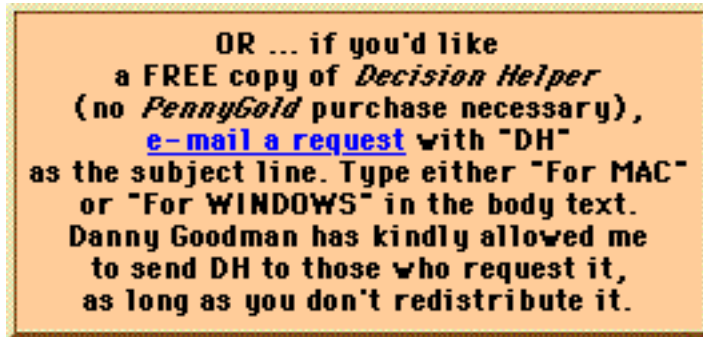 OR ... if you'd like
a FREE copy of Decision Helper
(no PennyGold purchase necessary),
e-mail a request with "DH"
as the subject line. Type either "For MAC"
or "For WINDOWS" in the body text.
Danny Goodman has kindly allowed me
to send DH to those who request it,
as long as you don't redistribute it.